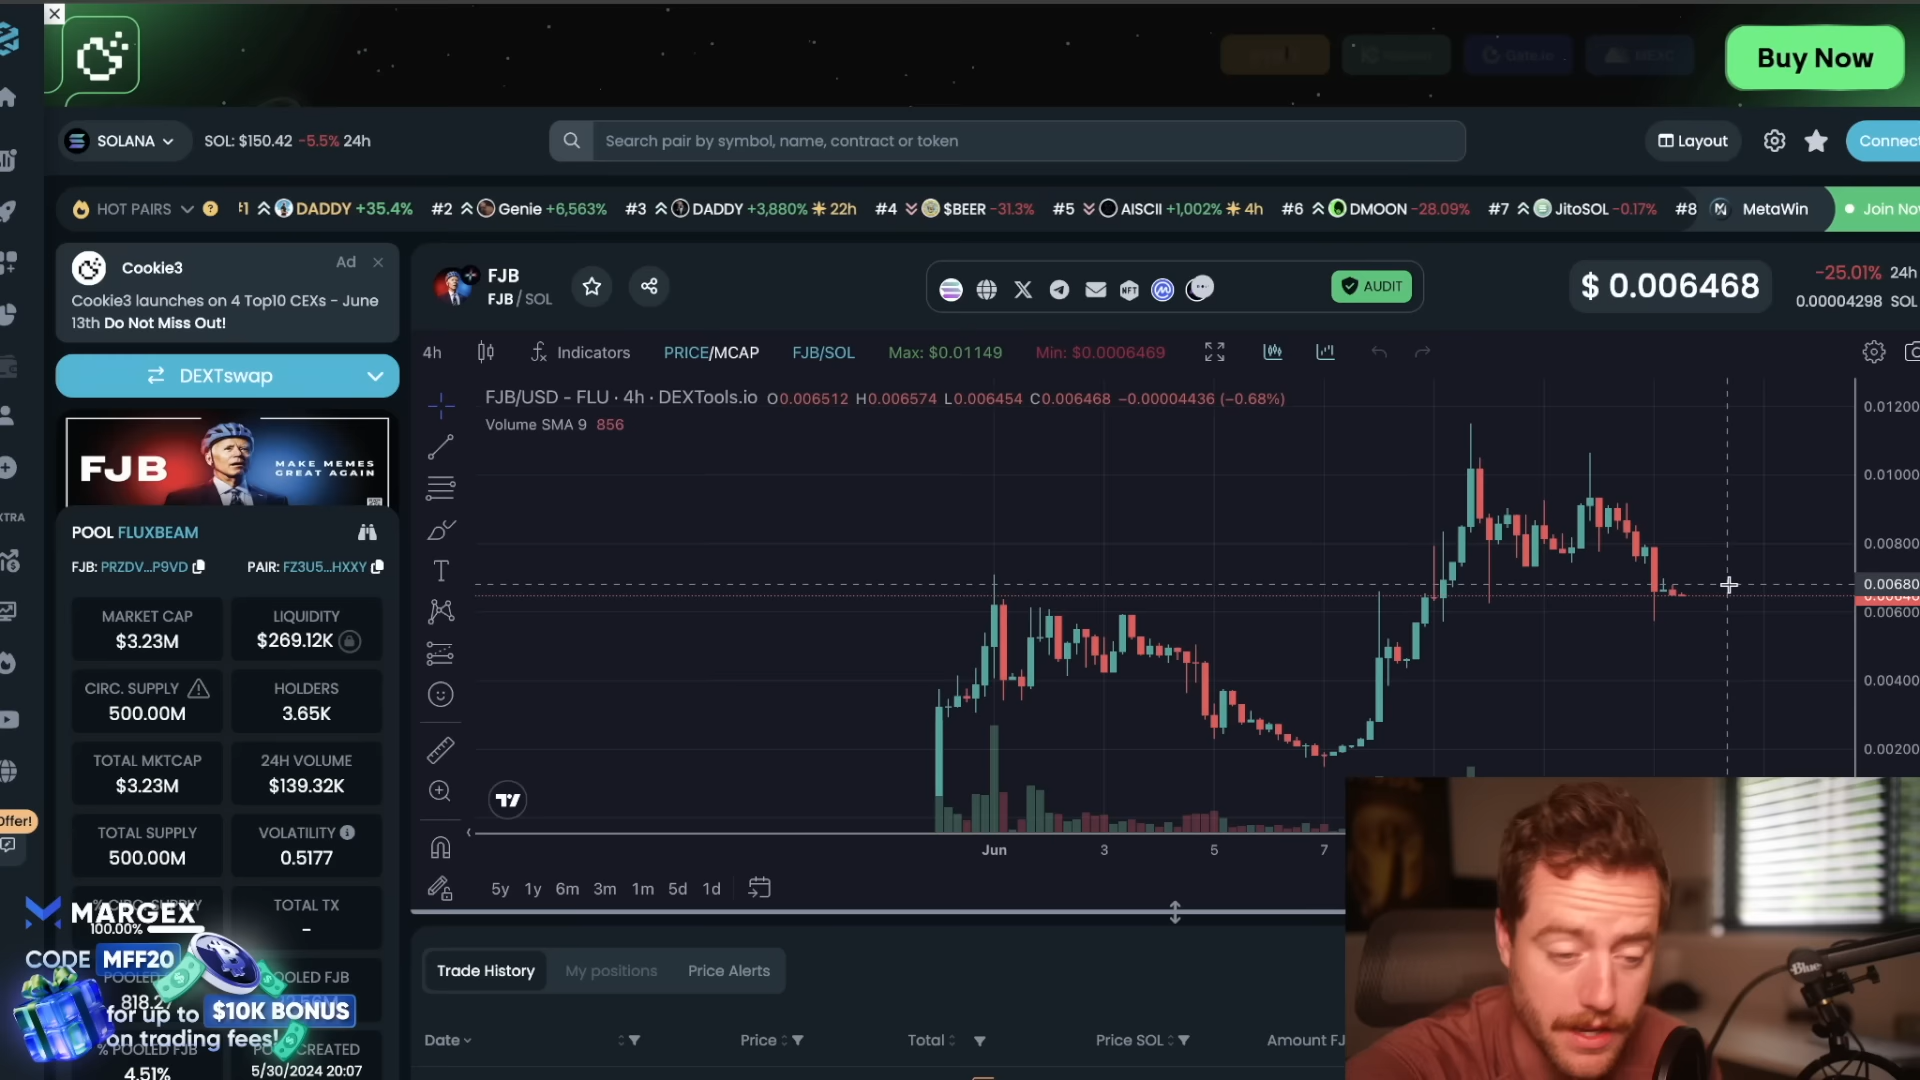 Buy Now
SOLANA
SOL: $150.42 -5.5% 24h
Search pair by symbol, name, contract or token
Layout
Connect
HOT PAIRS
DADDY +35.4%
#2 Genie +6,563%
#3 DADDY +3,880% 22h
#4 $BEER -31.3%
#5 AISCII +1,002% 4h
#6 DMOON -28.09%
#7 JitoSOL -0.17%
#8 MetaWin
Join Now
Cookie3
Ad
Cookie3 launches on 4 Top10 CEXs - June
13th Do Not Miss Out!
DEXTswap
FJB
MAKE MEMES
GREAT AGAIN
POOL FLUXBEAM
FJB: PRZDV...P9VD
PAIR: FZ3U5...HXXY
MARKET CAP
$3.23M
LIQUIDITY
$269.12K
CIRC. SUPPLY
500.00M
HOLDERS
3.65K
TOTAL MKTCAP
$3.23M
24H VOLUME
$139.32K
TOTAL SUPPLY
500.00M
VOLATILITY
0.5177
TOTAL TX
-
100.00%
MARGEX
CODE MFF20
for up to $10K BONUS
on trading fees!
% POOLED FJB
4.51%
5/30/2024 20:07
XTRA
Offer!
FJB
FJB / SOL
NFT
AUDIT
$ 0.006468
-25.01% 24h
0.00004298 SOL
4h
Indicators
PRICE/MCAP
FJB/SOL
Max: $0.01149
Min: $0.0006469
FJB/USD - FLU · 4h · DEXTools.io O0.006512 H0.006574 L0.006454 C0.006468 -0.00004436 (-0.68%)
Volume SMA 9 856
0.01200
0.01000
0.00800
0.00680
0.00600
0.00400
0.00200
Jun
3
5
7
5y 1y 6m 3m 1m 5d 1d
Trade History
My positions
Price Alerts
Date
Price
Total
Price SOL
Amount FJ
Blue